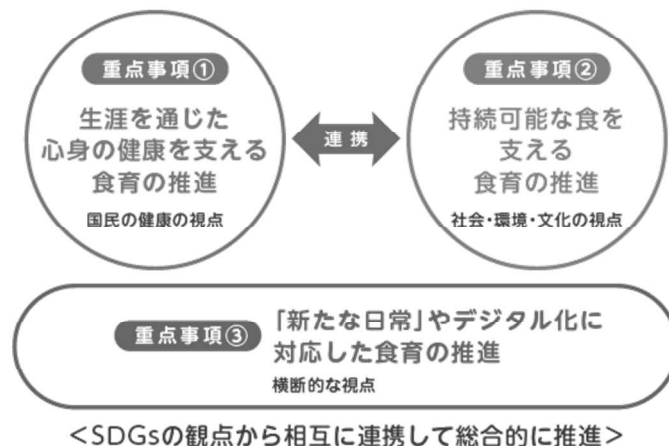 重点事項①
生涯を通じた
心身の健康を支える
食育の推進
国民の健康の視点
連携
重点事項②
持続可能な食を
支える
食育の推進
社会・環境・文化の視点
重点事項③
「新たな日常」やデジタル化に
対応した食育の推進
横断的な視点
<SDGsの観点から相互に連携して総合的に推進>